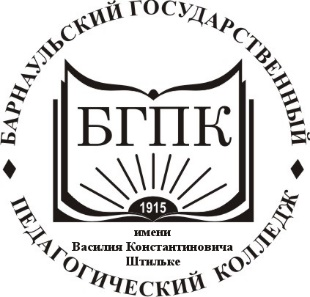 БАРНАУЛЬСКИЙ ГОСУДАРСТВЕННЫЙ
БГПК
1915
имени
Василия Константиновича
Штильке
ПЕДАГОГИЧЕСКИЙ КОЛЛЕДЖ